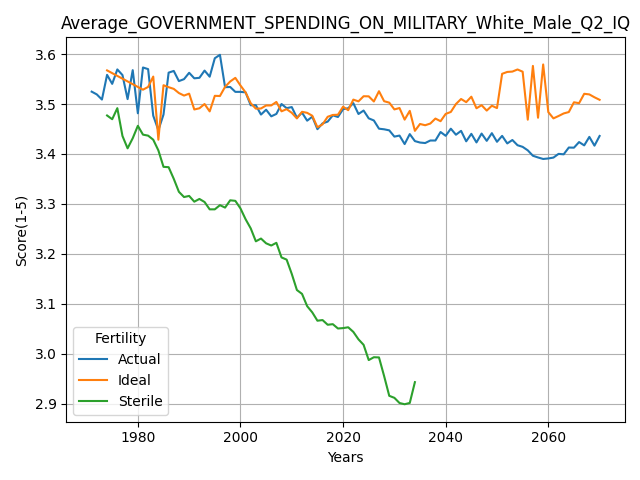 Average_GOVERNMENT_SPENDING_ON_MILITARY_White_Male_Q2_IQ
3.6
3.5
3.4
3.3
3.2
3.1
3.0
2.9
Score(1-5)
Fertility
Actual
Ideal
Sterile
1980
2000
2020
2040
2060
Years